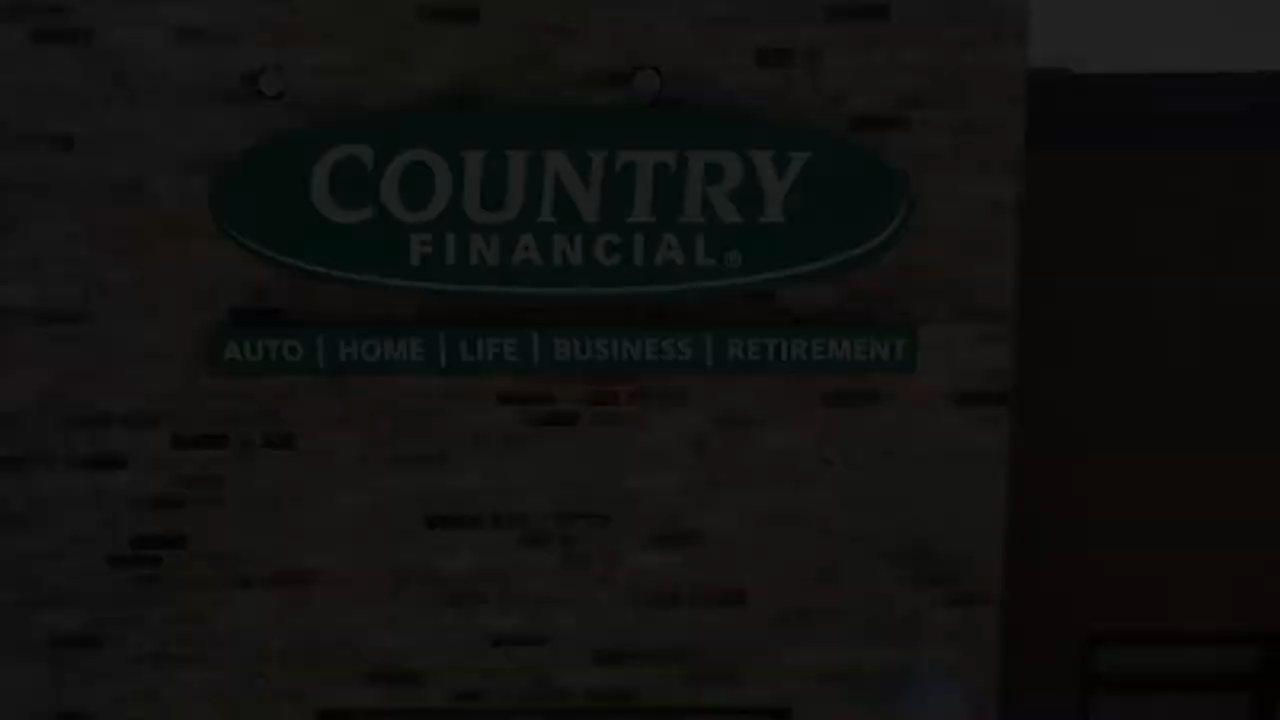 COUNTRY
FINANCIAL®
AUTO | HOME | LIFE | BUSINESS | RETIREMENT